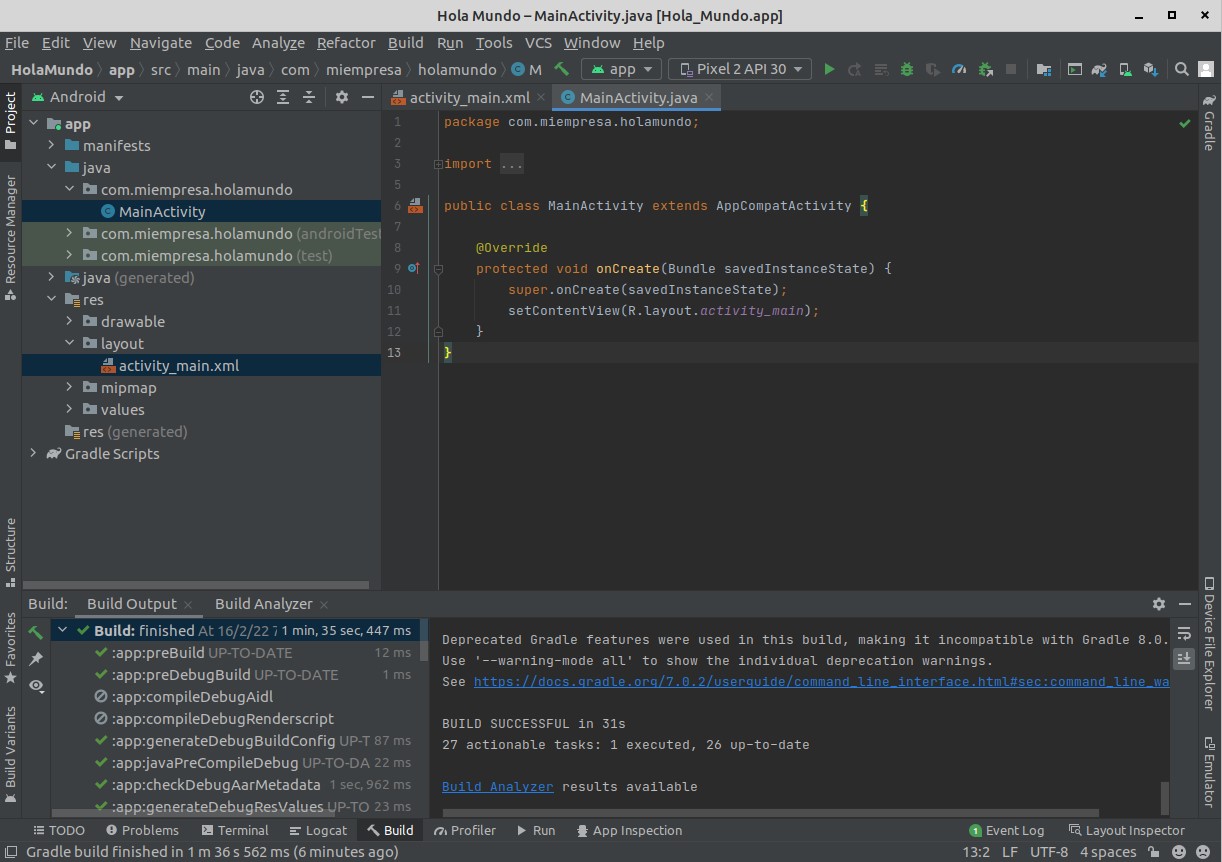 Hola Mundo – MainActivity.java [Hola_Mundo.app]
File Edit View Navigate Code Analyze Refactor Build Run Tools VCS Window Help
HolaMundo app src main java com miempresa holamundo C M app Pixel 2 API 30
Project
Resource Manager
Structure
Favorites
Build Variants
Android
app
manifests
java
com.miempresa.holamundo
C MainActivity
com.miempresa.holamundo (androidTest
com.miempresa.holamundo (test)
java (generated)
res
drawable
layout
activity_main.xml
mipmap
values
res (generated)
Gradle Scripts
activity_main.xml C MainActivity.java
1 package com.miempresa.holamundo;
2
3 import ...
5
6 public class MainActivity extends AppCompatActivity {
7
8 @Override
9 protected void onCreate(Bundle savedInstanceState) {
10 super.onCreate(savedInstanceState);
11 setContentView(R.layout.activity_main);
12 }
13 }
Gradle
Device File Explorer
Emulator
Build: Build Output Build Analyzer
Build: finished At 16/2/22 7 1 min, 35 sec, 447 ms
:app:preBuild UP-TO-DATE 12 ms
:app:preDebugBuild UP-TO-DATE 1 ms
:app:compileDebugAidl
:app:compileDebugRenderscript
:app:generateDebugBuildConfig UP-T 87 ms
:app:javaPreCompileDebug UP-TO-DA 22 ms
:app:checkDebugAarMetadata 1 sec, 962 ms
:app:generateDebugResValues UP-TO 23 ms
Deprecated Gradle features were used in this build, making it incompatible with Gradle 8.0.
Use '--warning-mode all' to show the individual deprecation warnings.
See https://docs.gradle.org/7.0.2/userguide/command_line_interface.html#sec:command_line_wa
BUILD SUCCESSFUL in 31s
27 actionable tasks: 1 executed, 26 up-to-date
Build Analyzer results available
TODO Problems Terminal Logcat Build Profiler Run App Inspection 1 Event Log Layout Inspector
Gradle build finished in 1 m 36 s 562 ms (6 minutes ago) 13:2 LF UTF-8 4 spaces